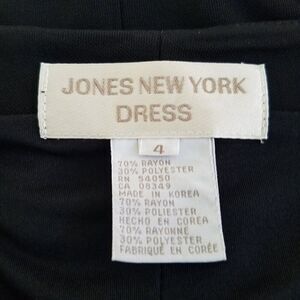 JONES NEW YORK
DRESS
4
70% RAYON
30% POLYESTER
RN 54050
CA 08349
MADE IN KOREA
70% RAYON
30% POLIESTER
HECHO EN COREA
70% RAYONNE
30% POLYESTER
FABRIQUÉ EN CORÉE